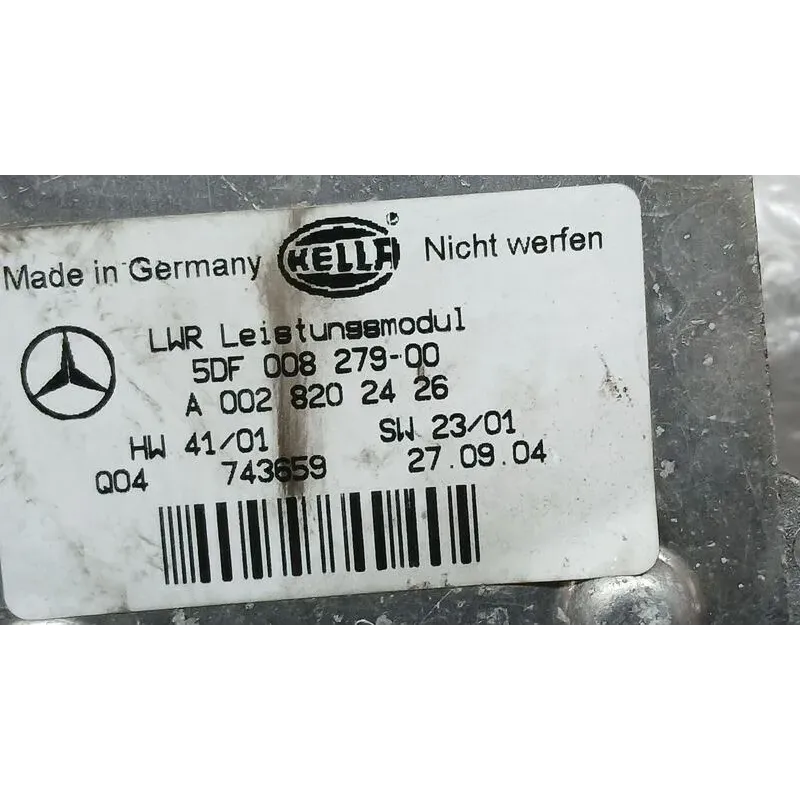 Made in Germany HELLA® Nicht werfen
LWR Leistungsmodul
5DF 008 279-00
A 002 820 24 26
HW 41/01 SW 23/01
Q04 743659 27.09.04